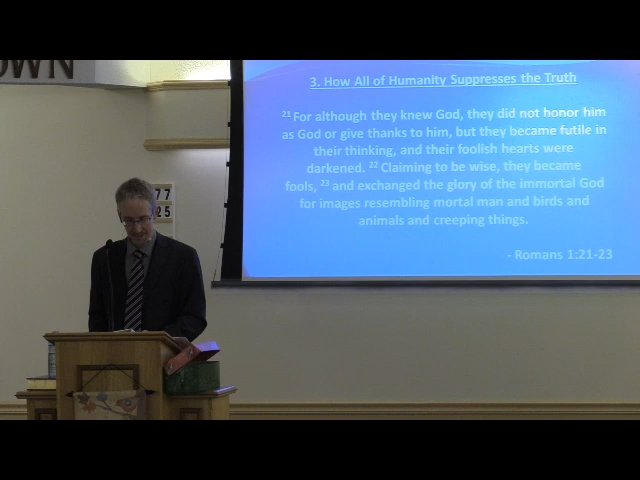 OWN
77
25
3. How All of Humanity Suppresses the Truth
21 For although they knew God, they did not honor him
as God or give thanks to him, but they became futile in
their thinking, and their foolish hearts were
darkened. 22 Claiming to be wise, they became
fools, 23 and exchanged the glory of the immortal God
for images resembling mortal man and birds and
animals and creeping things.
- Romans 1:21-23